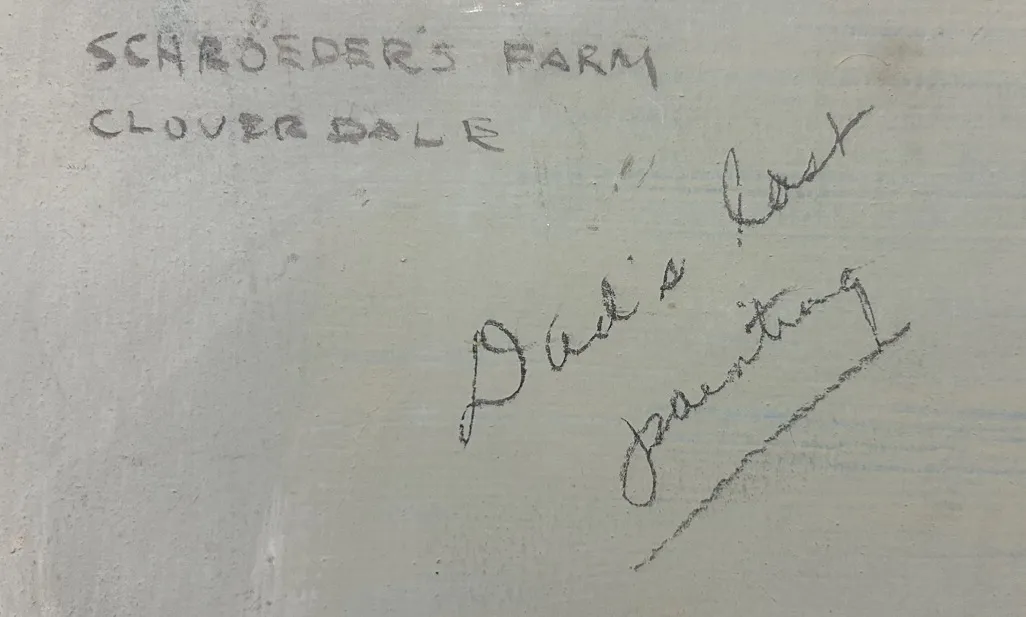 SCHROEDER'S FARM
CLOVERDALE
Dad's Last
painting